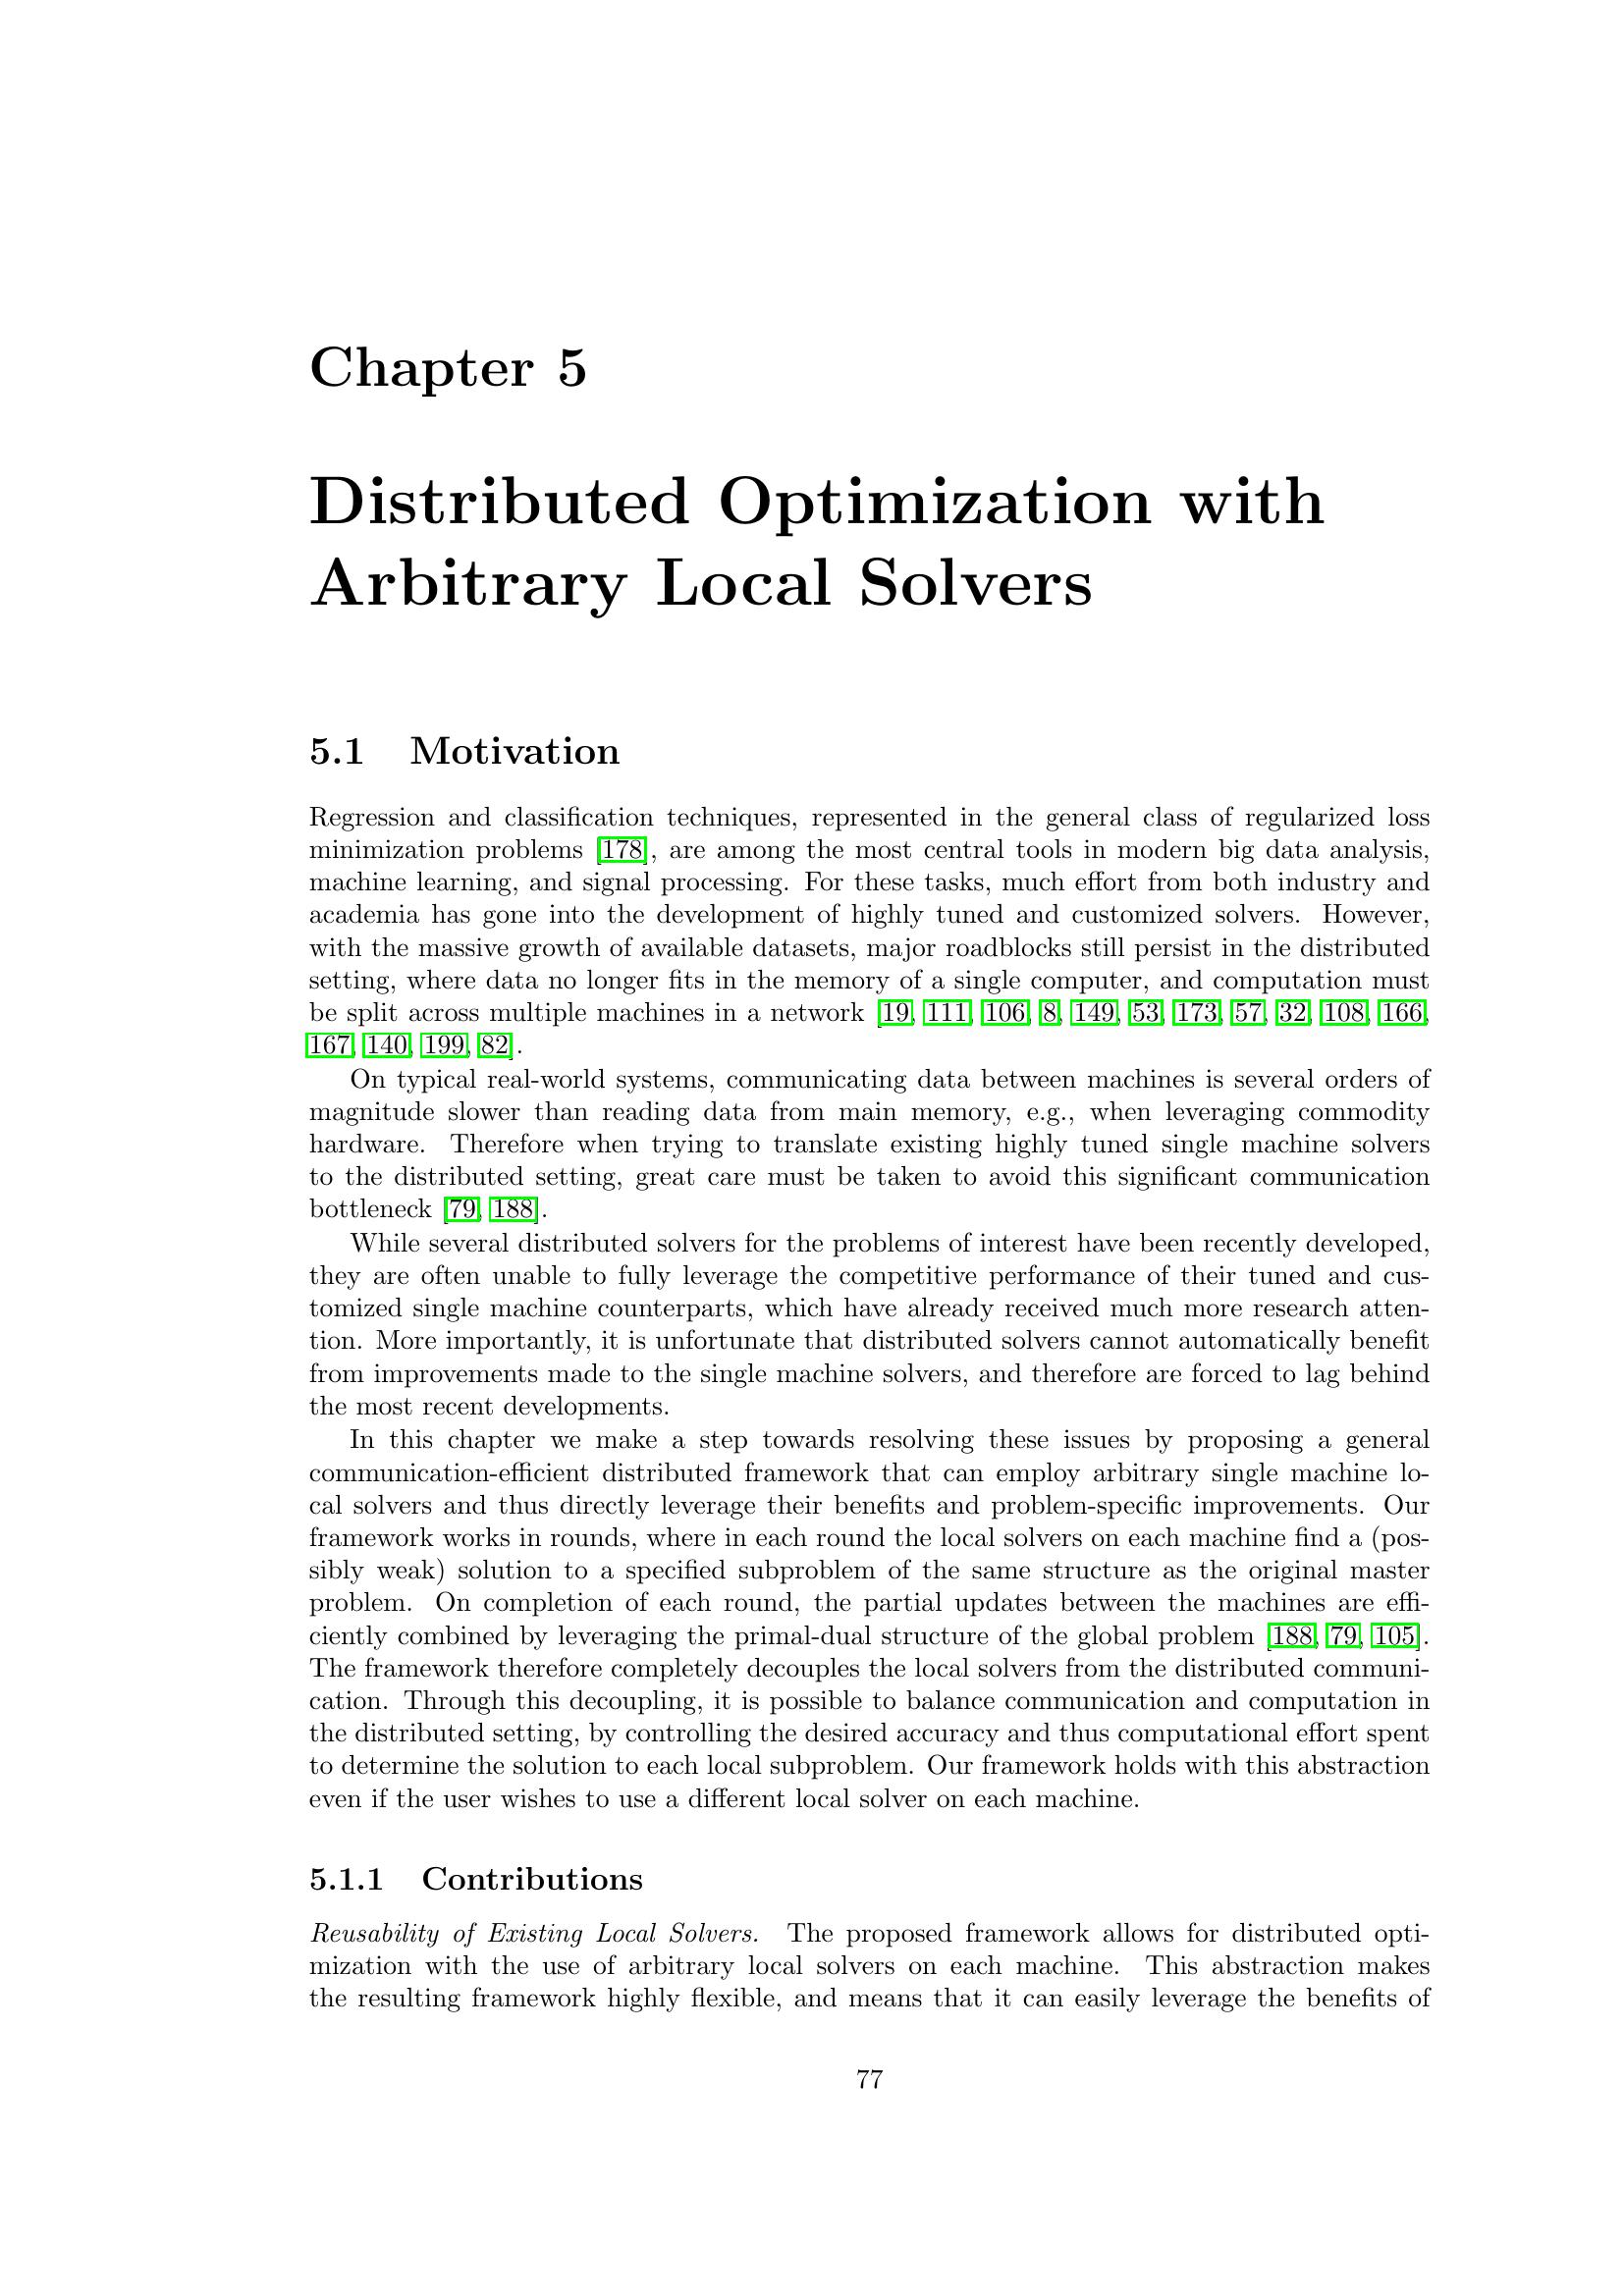 Chapter 5
Distributed Optimization with
Arbitrary Local Solvers
5.1 Motivation
Regression and classification techniques, represented in the general class of regularized loss
minimization problems [178], are among the most central tools in modern big data analysis,
machine learning, and signal processing. For these tasks, much effort from both industry and
academia has gone into the development of highly tuned and customized solvers. However,
with the massive growth of available datasets, major roadblocks still persist in the distributed
setting, where data no longer fits in the memory of a single computer, and computation must
be split across multiple machines in a network [19, 111, 106, 8, 149, 53, 173, 57, 32, 108, 166,
167, 140, 199, 82].
On typical real-world systems, communicating data between machines is several orders of
magnitude slower than reading data from main memory, e.g., when leveraging commodity
hardware. Therefore when trying to translate existing highly tuned single machine solvers
to the distributed setting, great care must be taken to avoid this significant communication
bottleneck [79, 188].
While several distributed solvers for the problems of interest have been recently developed,
they are often unable to fully leverage the competitive performance of their tuned and cus-
tomized single machine counterparts, which have already received much more research atten-
tion. More importantly, it is unfortunate that distributed solvers cannot automatically benefit
from improvements made to the single machine solvers, and therefore are forced to lag behind
the most recent developments.
In this chapter we make a step towards resolving these issues by proposing a general
communication-efficient distributed framework that can employ arbitrary single machine lo-
cal solvers and thus directly leverage their benefits and problem-specific improvements. Our
framework works in rounds, where in each round the local solvers on each machine find a (pos-
sibly weak) solution to a specified subproblem of the same structure as the original master
problem. On completion of each round, the partial updates between the machines are effi-
ciently combined by leveraging the primal-dual structure of the global problem [188, 79, 105].
The framework therefore completely decouples the local solvers from the distributed communi-
cation. Through this decoupling, it is possible to balance communication and computation in
the distributed setting, by controlling the desired accuracy and thus computational effort spent
to determine the solution to each local subproblem. Our framework holds with this abstraction
even if the user wishes to use a different local solver on each machine.
5.1.1 Contributions
Reusability of Existing Local Solvers. The proposed framework allows for distributed opti-
mization with the use of arbitrary local solvers on each machine. This abstraction makes
the resulting framework highly flexible, and means that it can easily leverage the benefits of
77